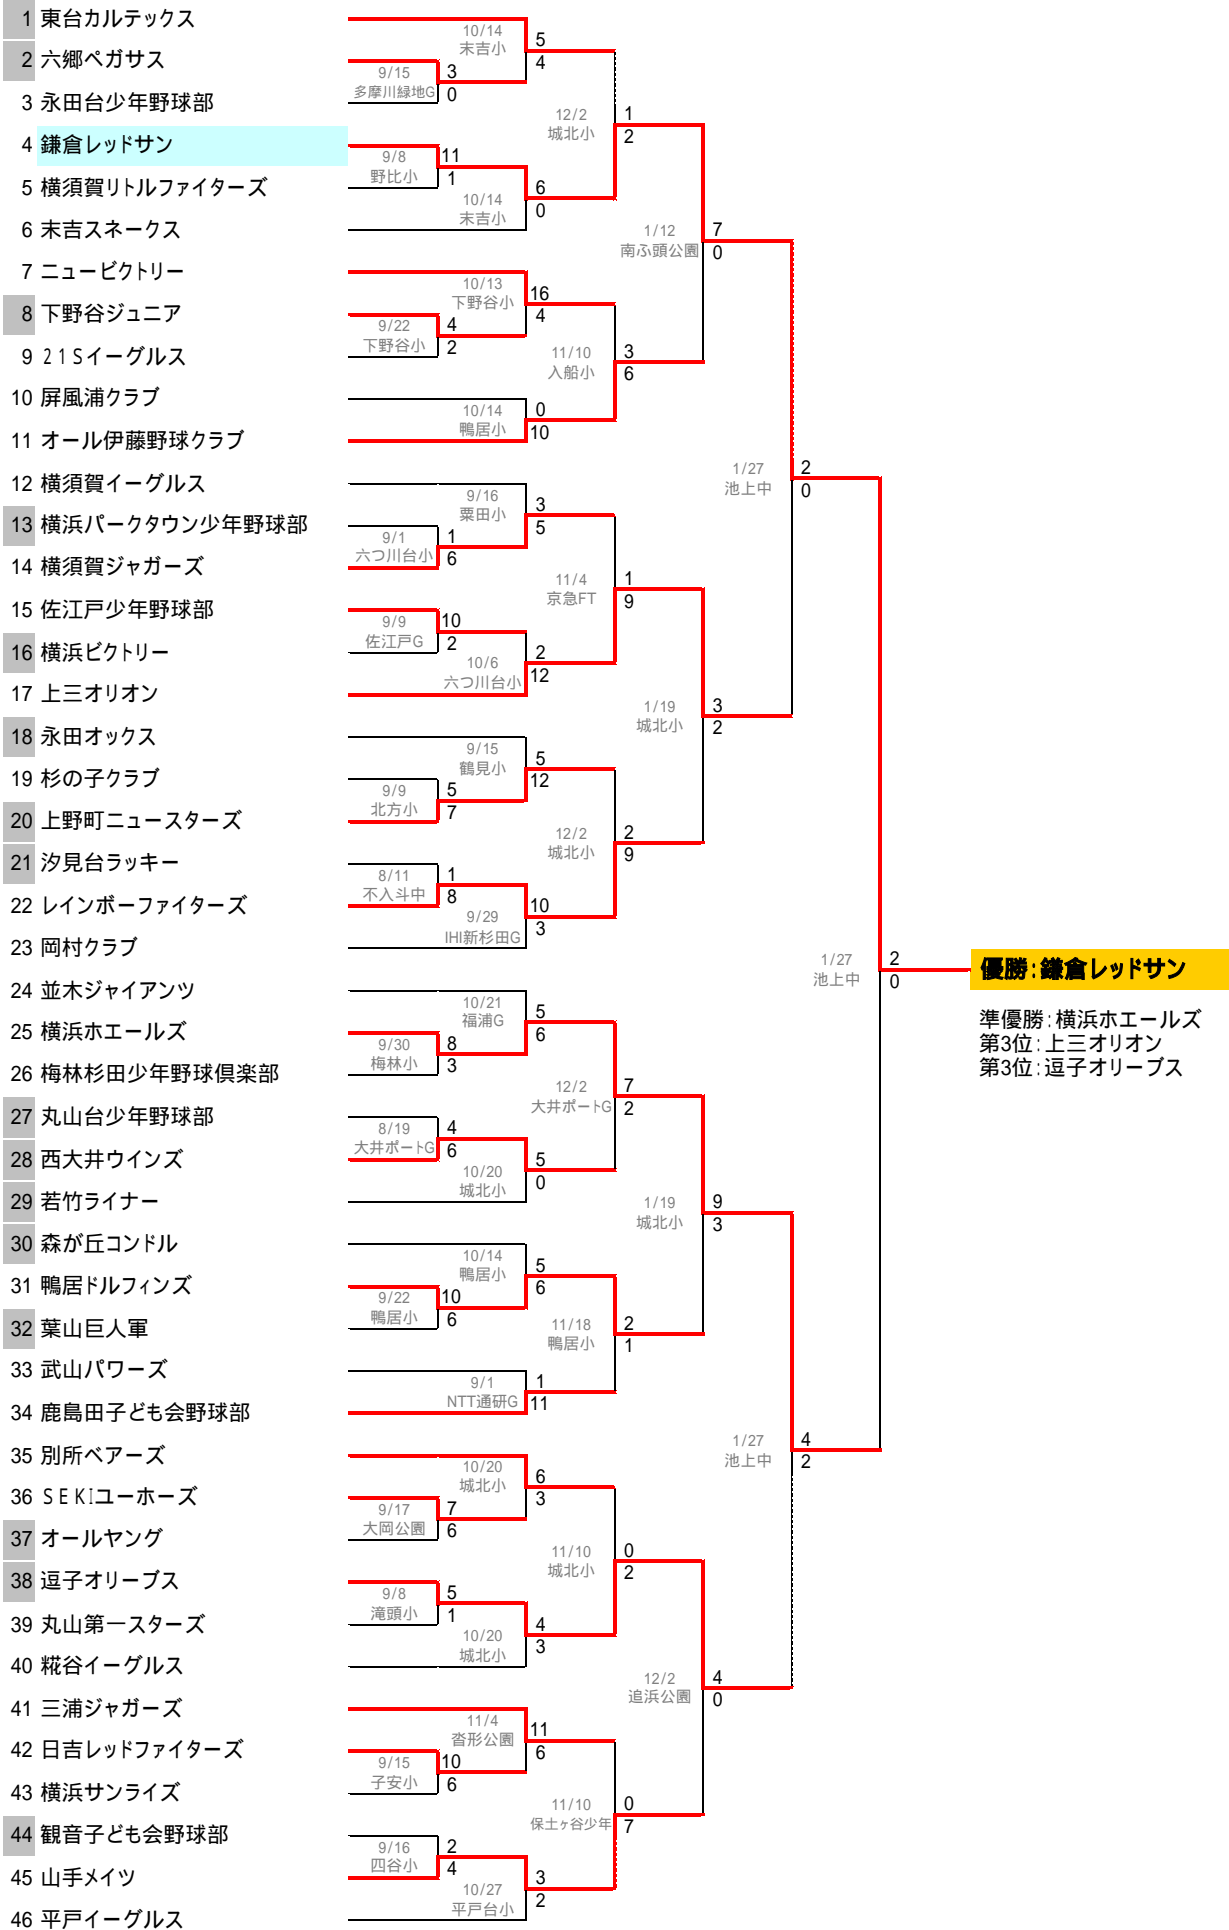 1 東台カルテックス
2 六郷ペガサス
3 永田台少年野球部
4 鎌倉レッドサン
5 横須賀リトルファイターズ
6 末吉スネークス
7 ニュービクトリー
8 下野谷ジュニア
9 21Sイーグルス
10 屏風浦クラブ
11 オール伊藤野球クラブ
12 横須賀イーグルス
13 横浜パークタウン少年野球部
14 横須賀ジャガーズ
15 佐江戸少年野球部
16 横浜ビクトリー
17 上三オリオン
18 永田オックス
19 杉の子クラブ
20 上野町ニュースターズ
21 汐見台ラッキー
22 レインボーファイターズ
23 岡村クラブ
24 並木ジャイアンツ
25 横浜ホエールズ
26 梅林杉田少年野球倶楽部
27 丸山台少年野球部
28 西大井ウインズ
29 若竹ライナー
30 森が丘コンドル
31 鴨居ドルフィンズ
32 葉山巨人軍
33 武山パワーズ
34 鹿島田子ども会野球部
35 別所ベアーズ
36 SEKIユーホーズ
37 オールヤング
38 逗子オリーブス
39 丸山第一スターズ
40 糀谷イーグルス
41 三浦ジャガーズ
42 日吉レッドファイターズ
43 横浜サンライズ
44 観音子ども会野球部
45 山手メイツ
46 平戸イーグルス
9/15 3
多摩川緑地G 0
9/8 11
野比小 1
9/22 4
下野谷小 2
9/1 1
六つ川台小 6
9/9 10
佐江戸G 2
9/9 5
北方小 7
8/11 1
不入斗中 8
9/30 8
梅林小 3
8/19 4
大井ポートG 6
9/22 10
鴨居小 6
9/17 7
大岡公園 6
9/8 5
滝頭小 1
9/15 10
子安小 6
9/16 2
四谷小 4
10/14 5
末吉小 4
10/14 6
末吉小 0
10/13 16
下野谷小 4
10/14 0
鴨居小 10
9/16 3
粟田小 5
10/6 2
六つ川台小 12
9/15 5
鶴見小 12
9/29 10
IHI新杉田G 3
10/21 5
福浦G 6
10/20 5
城北小 0
10/14 5
鴨居小 6
9/1 1
NTT通研G 11
10/20 6
城北小 3
10/20 4
城北小 3
11/4 11
沓形公園 6
10/27 3
平戸台小 2
12/2 1
城北小 2
11/10 3
入船小 6
11/4 1
京急FT 9
12/2 2
城北小 9
12/2 7
大井ポートG 2
11/18 2
鴨居小 1
11/10 0
城北小 2
11/10 0
保土ヶ谷少年 7
1/12 7
南ふ頭公園 0
1/19 3
城北小 2
1/19 9
城北小 3
12/2 4
追浜公園 0
1/27 2
池上中 0
1/27 4
池上中 2
1/27 2
池上中 0
優勝:鎌倉レッドサン
準優勝:横浜ホエールズ
第3位:上三オリオン
第3位:逗子オリーブス